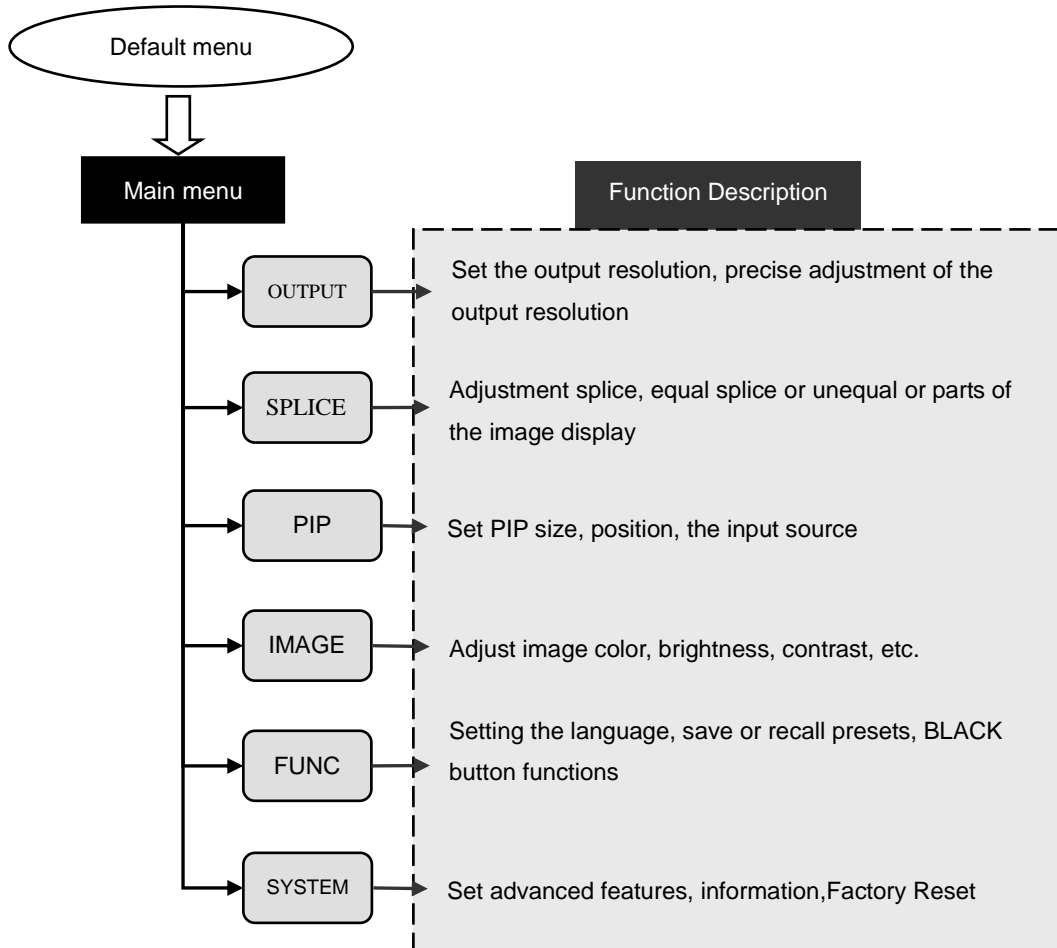 Default menu
Main menu
Function Description
OUTPUT
Set the output resolution, precise adjustment of the
output resolution
SPLICE
Adjustment splice, equal splice or unequal or parts of
the image display
PIP
Set PIP size, position, the input source
IMAGE
Adjust image color, brightness, contrast, etc.
FUNC
Setting the language, save or recall presets, BLACK
button functions
SYSTEM
Set advanced features, information,Factory Reset